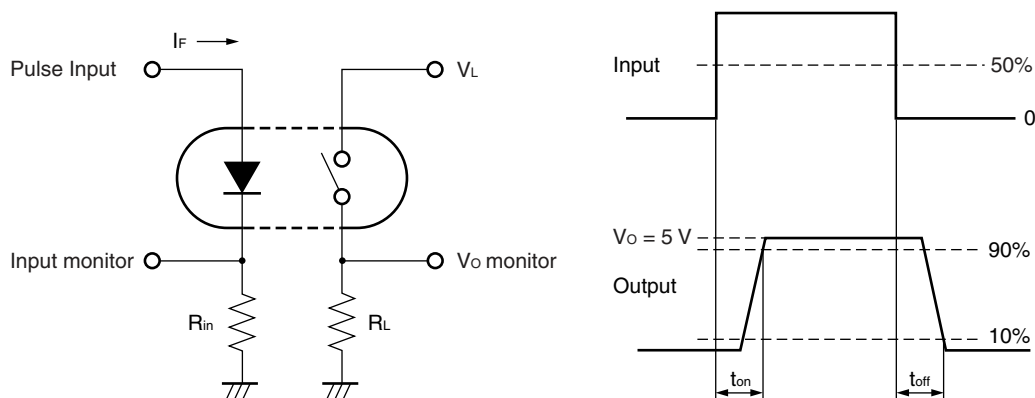 IF
Pulse Input
VL
Input monitor
VO monitor
Rin
RL
Input
50%
0
VO = 5 V
90%
Output
10%
ton
toff